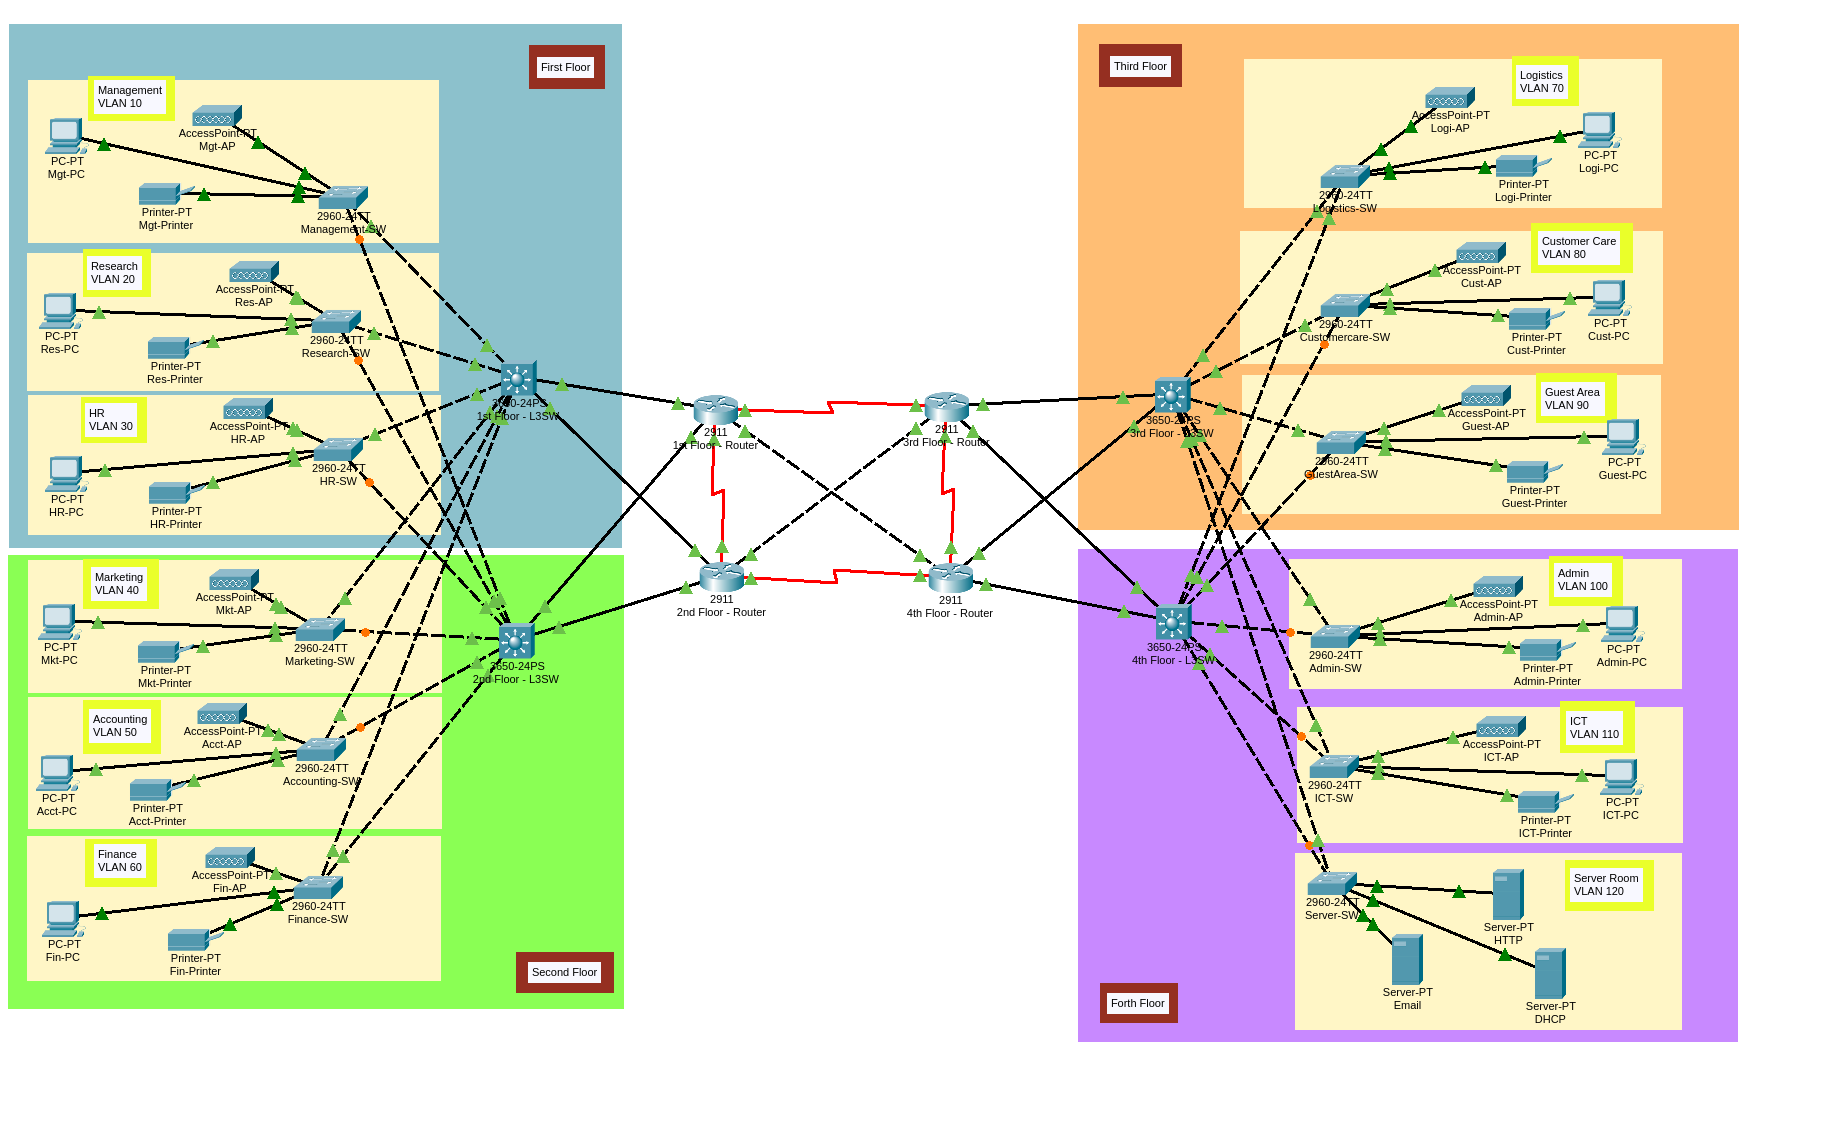 First Floor
Management
VLAN 10
AccessPoint-PT
Mgt-AP
PC-PT
Mgt-PC
Printer-PT
Mgt-Printer
2960-24TT
Management-SW
Research
VLAN 20
AccessPoint-PT
Res-AP
PC-PT
Res-PC
Printer-PT
Res-Printer
2960-24TT
Research-SW
HR
VLAN 30
AccessPoint-PT
HR-AP
PC-PT
HR-PC
Printer-PT
HR-Printer
2960-24TT
HR-SW
3650-24PS
1st Floor - L3SW
Marketing
VLAN 40
AccessPoint-PT
Mkt-AP
PC-PT
Mkt-PC
Printer-PT
Mkt-Printer
2960-24TT
Marketing-SW
Accounting
VLAN 50
AccessPoint-PT
Acct-AP
PC-PT
Acct-PC
Printer-PT
Acct-Printer
2960-24TT
Accounting-SW
Finance
VLAN 60
AccessPoint-PT
Fin-AP
PC-PT
Fin-PC
Printer-PT
Fin-Printer
2960-24TT
Finance-SW
3650-24PS
2nd Floor - L3SW
Second Floor
2911
1st Floor - Router
2911
3rd Floor - Router
2911
2nd Floor - Router
2911
4th Floor - Router
Third Floor
Logistics
VLAN 70
AccessPoint-PT
Logi-AP
PC-PT
Logi-PC
Printer-PT
Logi-Printer
2960-24TT
Logistics-SW
Customer Care
VLAN 80
AccessPoint-PT
Cust-AP
PC-PT
Cust-PC
Printer-PT
Cust-Printer
2960-24TT
Customercare-SW
Guest Area
VLAN 90
AccessPoint-PT
Guest-AP
PC-PT
Guest-PC
Printer-PT
Guest-Printer
2960-24TT
GuestArea-SW
3650-24PS
3rd Floor - L3SW
Admin
VLAN 100
AccessPoint-PT
Admin-AP
PC-PT
Admin-PC
Printer-PT
Admin-Printer
2960-24TT
Admin-SW
3650-24PS
4th Floor - L3SW
ICT
VLAN 110
AccessPoint-PT
ICT-AP
PC-PT
ICT-PC
Printer-PT
ICT-Printer
2960-24TT
ICT-SW
Server Room
VLAN 120
2960-24TT
Server-SW
Server-PT
HTTP
Server-PT
Email
Server-PT
DHCP
Forth Floor